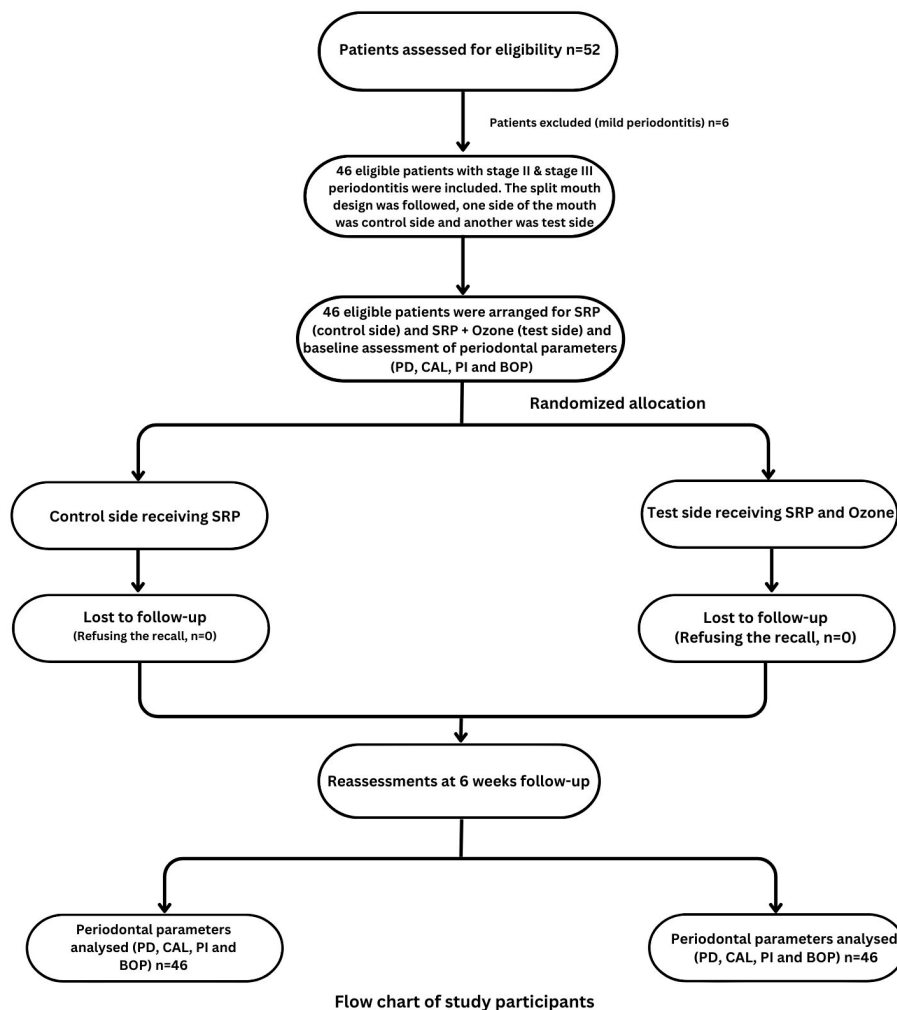 Patients assessed for eligibility n=52
Patients excluded (mild periodontitis) n=6
46 eligible patients with stage II & stage III
periodontitis were included. The split mouth
design was followed, one side of the mouth
was control side and another was test side
46 eligible patients were arranged for SRP
(control side) and SRP + Ozone (test side) and
baseline assessment of periodontal parameters
(PD, CAL, PI and BOP)
Randomized allocation
Control side receiving SRP
Test side receiving SRP and Ozone
Lost to follow-up
(Refusing the recall, n=0)
Lost to follow-up
(Refusing the recall, n=0)
Reassessments at 6 weeks follow-up
Periodontal parameters
analysed (PD, CAL, PI and
BOP) n=46
Periodontal parameters analysed
(PD, CAL, PI and BOP) n=46
Flow chart of study participants